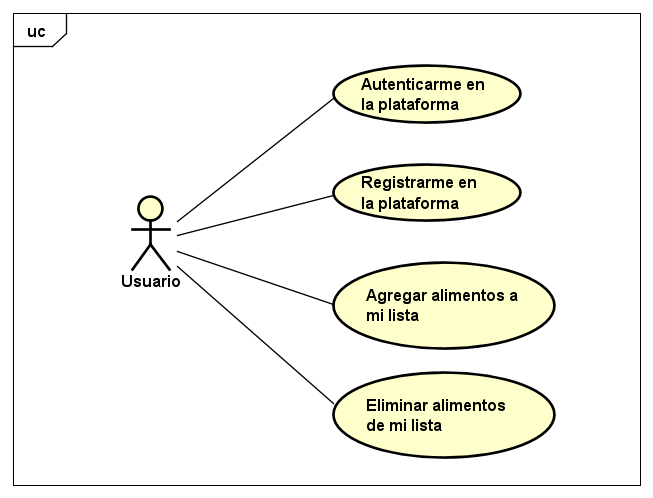 uc
Autenticarme en
la plataforma
Registrarme en
la plataforma
Usuario
Agregar alimentos a
mi lista
Eliminar alimentos
de mi lista